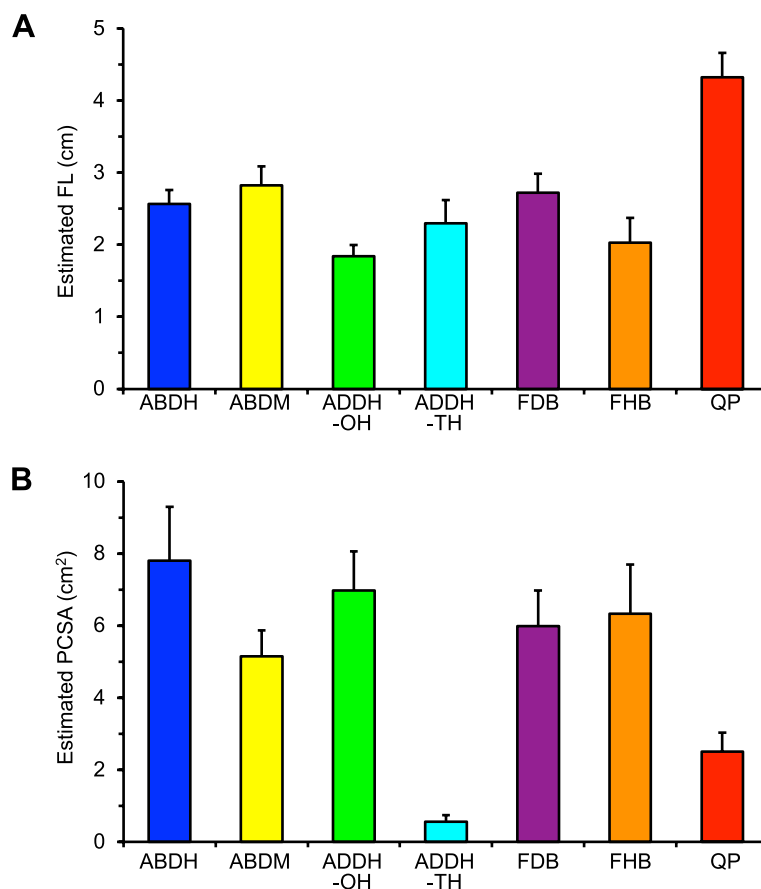 A
Estimated FL (cm)
5
4
3
2
1
0
ABDH ABDM ADDH ADDH FDB FHB QP
-OH -TH
B
Estimated PCSA (cm²)
10
8
6
4
2
0
ABDH ABDM ADDH ADDH FDB FHB QP
-OH -TH